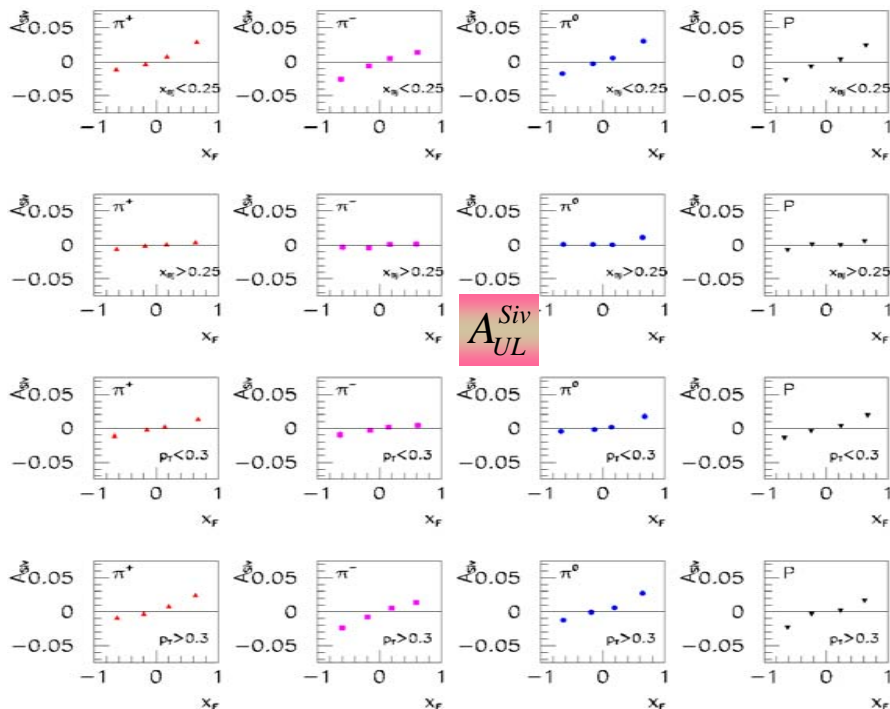 A_Siv 0.05 π⁺ A_Siv 0.05 π⁻ A_Siv 0.05 π⁰ A_Siv 0.05 P
0 0 0 0
−0.05 x_Bj<0.25 −0.05 x_Bj<0.25 −0.05 x_Bj<0.25 −0.05 x_Bj<0.25
−1 0 1 −1 0 1 −1 0 1 −1 0 1
x_F x_F x_F x_F
A_Siv 0.05 π⁺ A_Siv 0.05 π⁻ A_Siv 0.05 π⁰ A_Siv 0.05 P
0 0 0 0
−0.05 x_Bj>0.25 −0.05 x_Bj>0.25 −0.05 x_Bj>0.25 −0.05 x_Bj>0.25
−1 0 1 −1 0 1 −1 0 1 −1 0 1
x_F x_F x_F x_F
A_UL^Siv
A_Siv 0.05 π⁺ A_Siv 0.05 π⁻ A_Siv 0.05 π⁰ A_Siv 0.05 P
0 0 0 0
−0.05 p_T<0.3 −0.05 p_T<0.3 −0.05 p_T<0.3 −0.05 p_T<0.3
−1 0 1 −1 0 1 −1 0 1 −1 0 1
x_F x_F x_F x_F
A_Siv 0.05 π⁺ A_Siv 0.05 π⁻ A_Siv 0.05 π⁰ A_Siv 0.05 P
0 0 0 0
−0.05 p_T>0.3 −0.05 p_T>0.3 −0.05 p_T>0.3 −0.05 p_T>0.3
−1 0 1 −1 0 1 −1 0 1 −1 0 1
x_F x_F x_F x_F